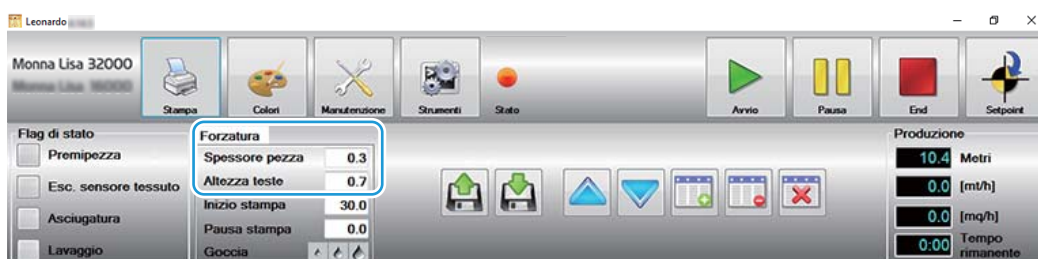 Leonardo
Monna Lisa 32000
Stampa
Colori
Manutenzione
Strumenti
Stato
Avvio
Pausa
End
Setpoint
Flag di stato
Premipezza
Esc. sensore tessuto
Asciugatura
Lavaggio
Forzatura
Spessore pezza 0.3
Altezza teste 0.7
Inizio stampa 30.0
Pausa stampa 0.0
Goccia
Produzione
10.4 Metri
0.0 [mt/h]
0.0 [mq/h]
0:00 Tempo
rimanente